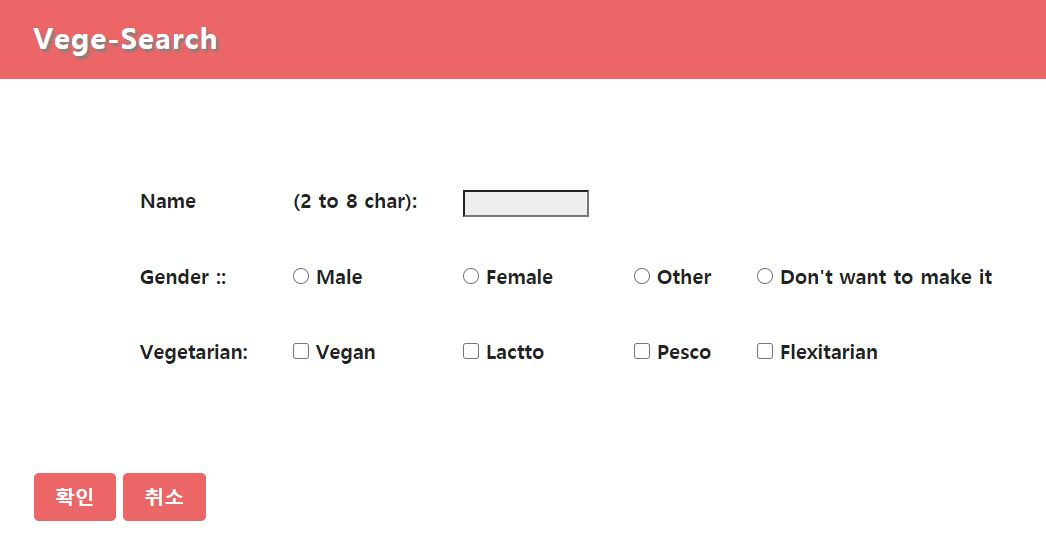 Vege-Search
Name (2 to 8 char):
Gender :: Male Female Other Don't want to make it
Vegetarian: Vegan Lactto Pesco Flexitarian
확인 취소